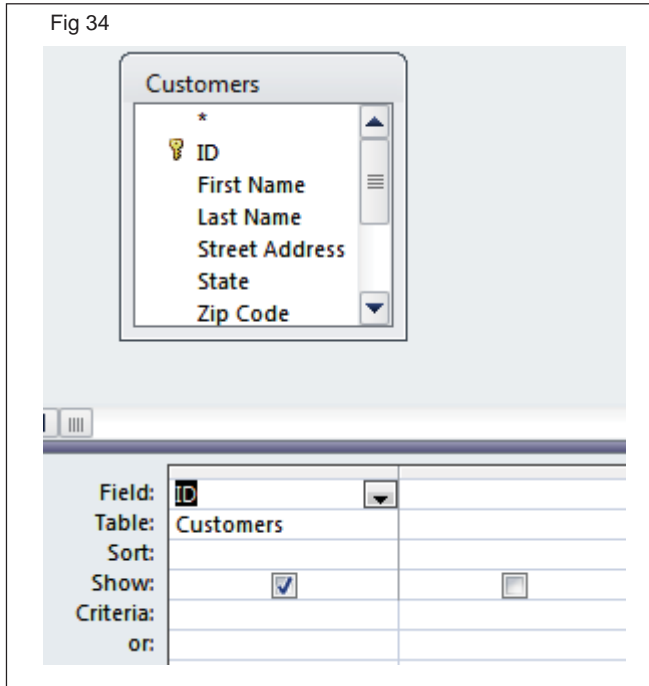 Fig 34
Customers
*
ID
First Name
Last Name
Street Address
State
Zip Code
Field: ID
Table: Customers
Sort:
Show:
Criteria:
or: